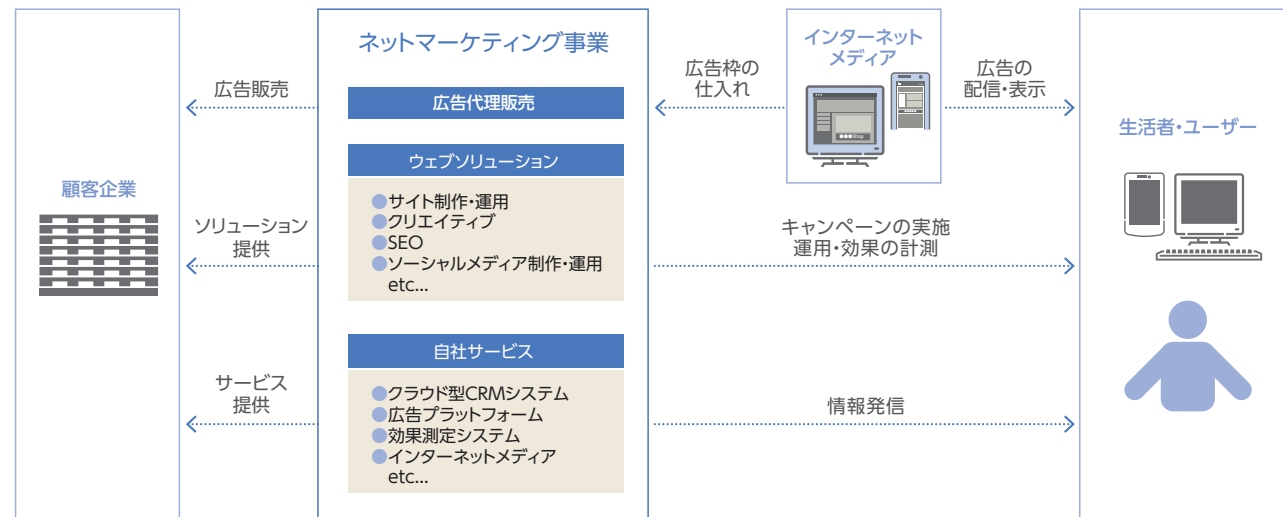 顧客企業
広告販売
ソリューション
提供
サービス
提供
ネットマーケティング事業
広告代理販売
ウェブソリューション
●サイト制作・運用
●クリエイティブ
●SEO
●ソーシャルメディア制作・運用
etc...
自社サービス
●クラウド型CRMシステム
●広告プラットフォーム
●効果測定システム
●インターネットメディア
etc...
広告枠の
仕入れ
インターネット
メディア
●●●Shop
広告の
配信・表示
キャンペーンの実施
運用・効果の計測
情報発信
生活者・ユーザー